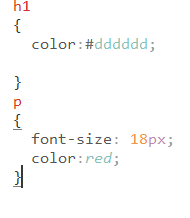 h1
{
color:#dddddd;
}
p
{
font-size: 18px;
color:red;
}